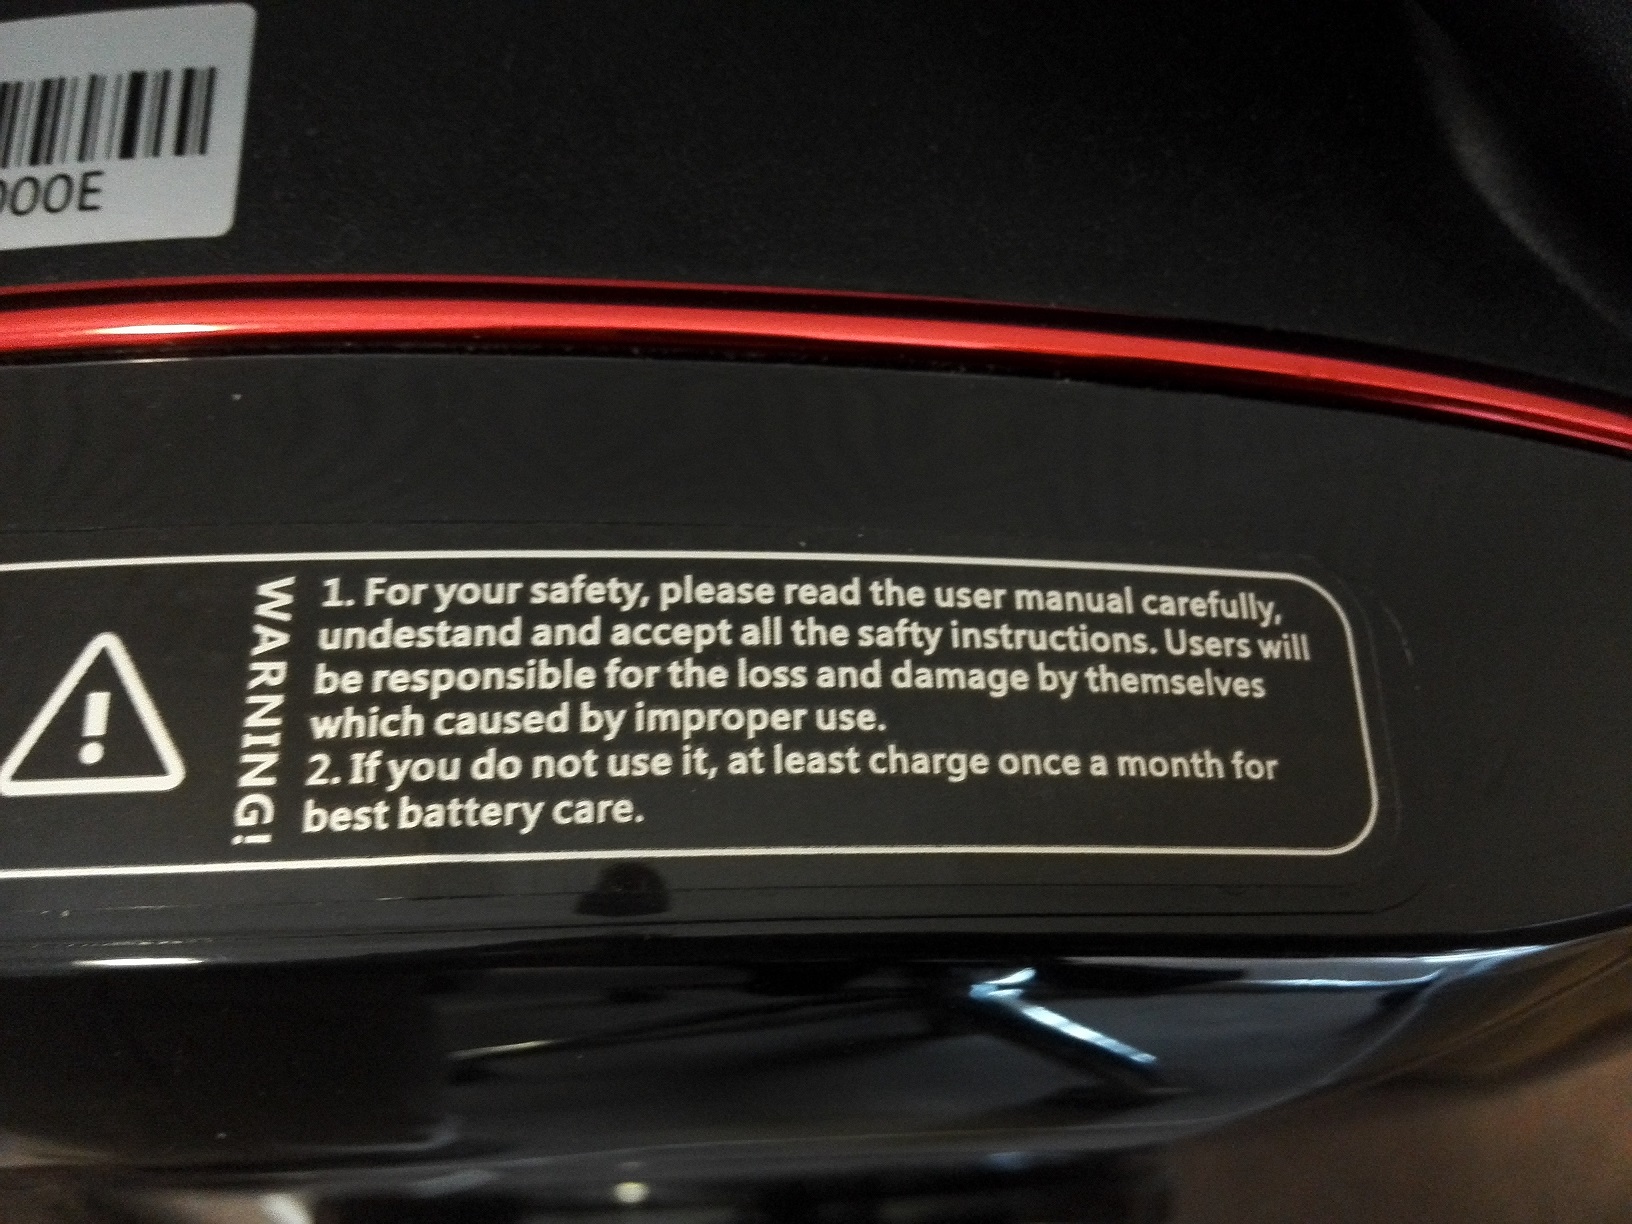 000E
WARNING!
1. For your safety, please read the user manual carefully,
undestand and accept all the safty instructions. Users will
be responsible for the loss and damage by themselves
which caused by improper use.
2. If you do not use it, at least charge once a month for
best battery care.